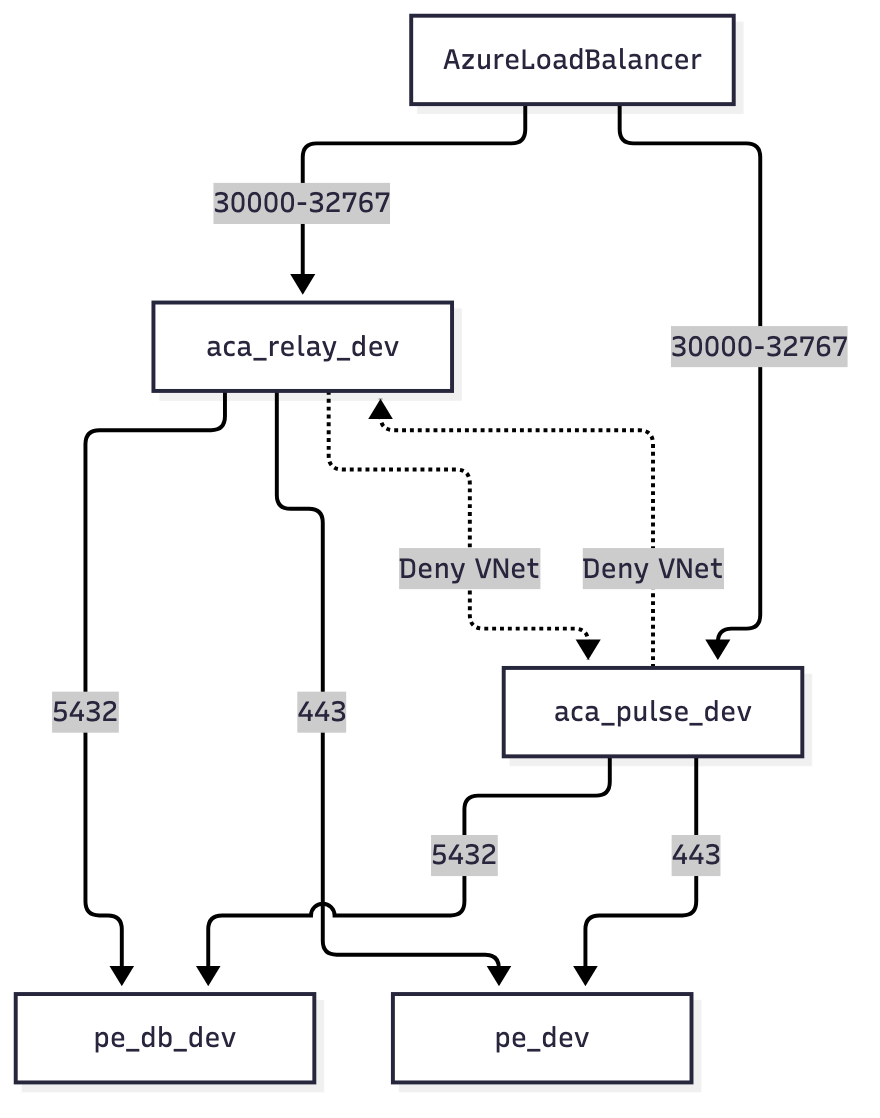 AzureLoadBalancer
30000-32767
aca_relay_dev
30000-32767
Deny VNet
Deny VNet
5432
443
aca_pulse_dev
5432
443
pe_db_dev
pe_dev